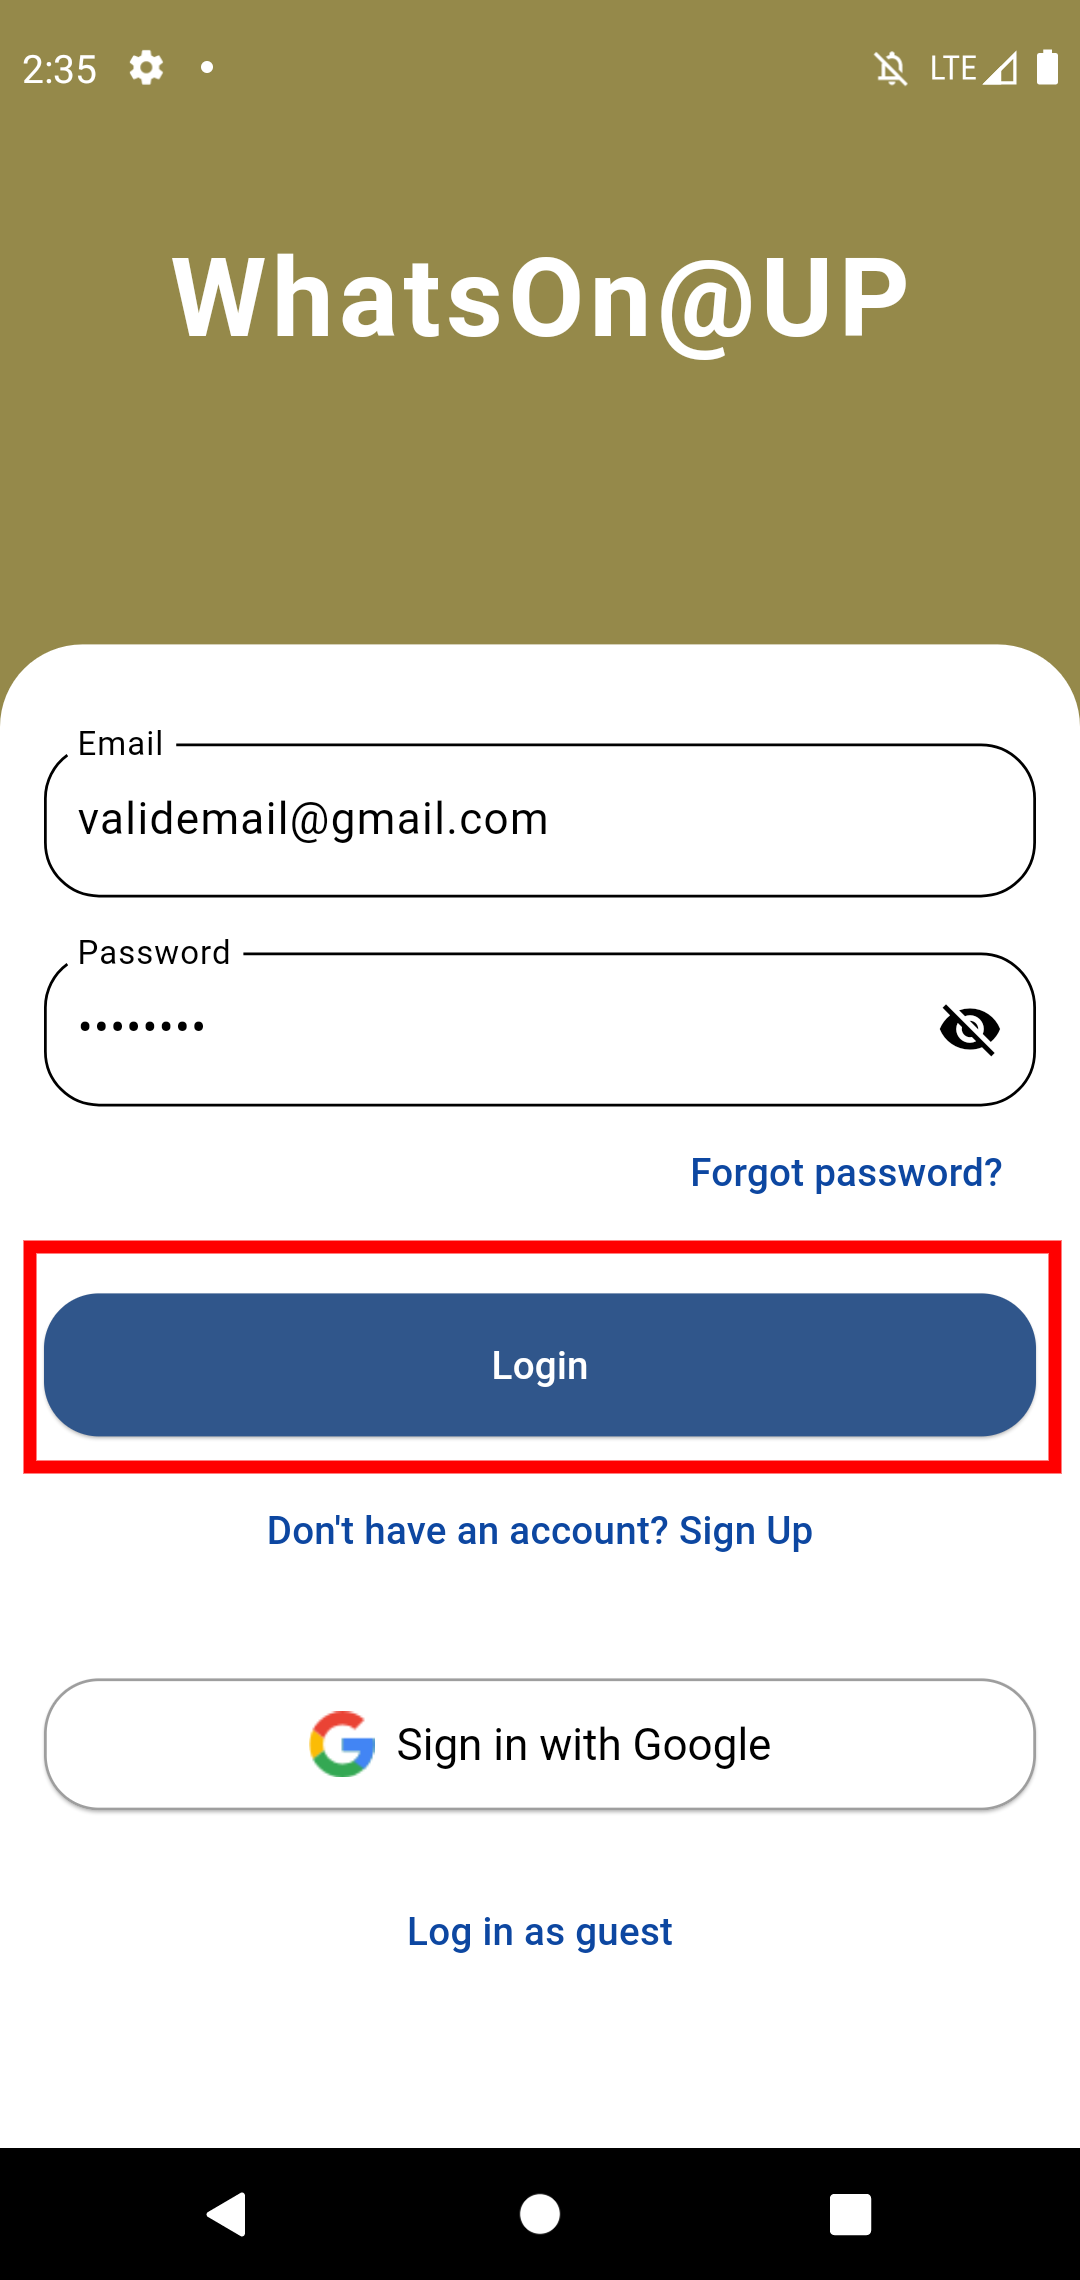 2:35 LTE
WhatsOn@UP
Email
validemail@gmail.com
Password
••••••••
Forgot password?
Login
Don't have an account? Sign Up
Sign in with Google
Log in as guest